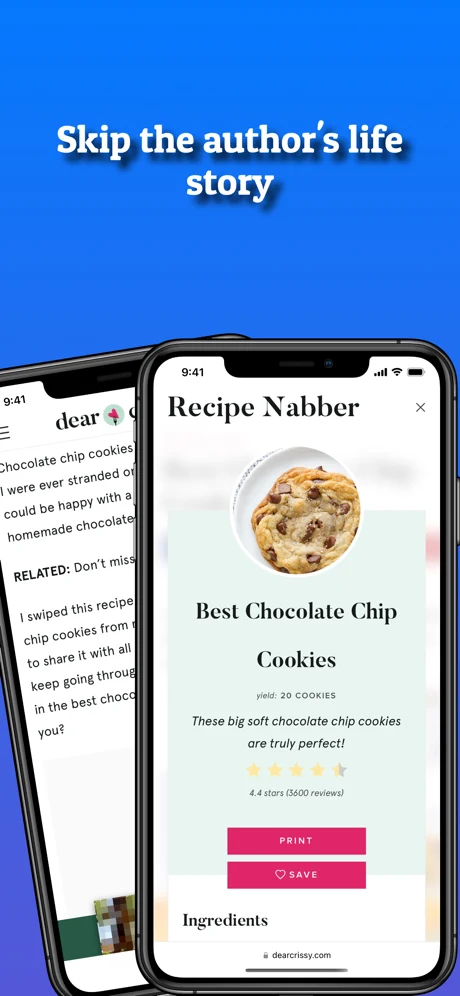 Skip the author's life
story
9:41
dear
Chocolate chip cookies
I were ever stranded or
could be happy with a
homemade chocolate
RELATED: Don't miss
I swiped this recipe
chip cookies from
to share it with all
keep going throug
in the best choco
you?
9:41
Recipe Nabber
Best Chocolate Chip
Cookies
yield: 20 COOKIES
These big soft chocolate chip cookies
are truly perfect!
4.4 stars (3600 reviews)
PRINT
SAVE
Ingredients
dearcrissy.com